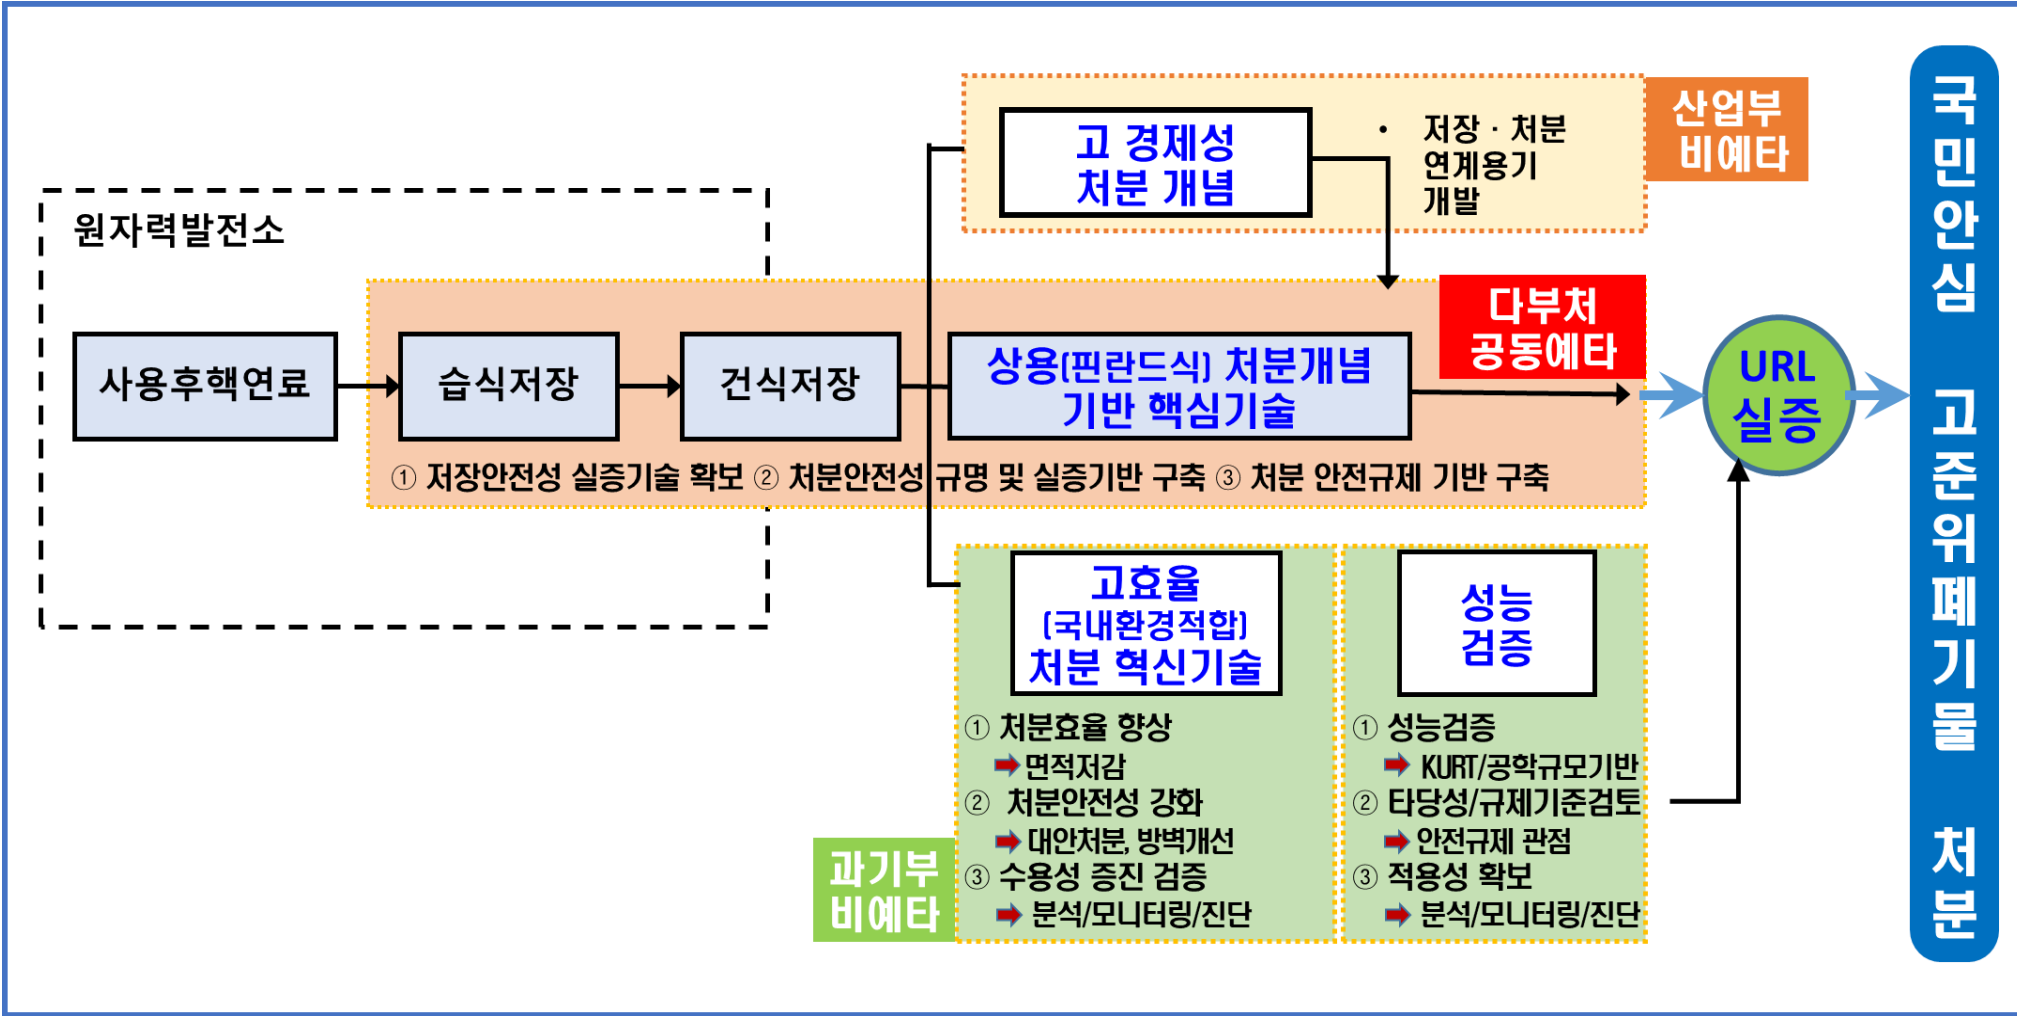 고 경제성
처분 개념
• 저장 · 처분
연계용기
개발
산업부
비예타
원자력발전소
사용후핵연료
습식저장
건식저장
상용(핀란드식) 처분개념
기반 핵심기술
다부처
공동예타
① 저장안전성 실증기술 확보 ② 처분안전성 규명 및 실증기반 구축 ③ 처분 안전규제 기반 구축
URL
실증
고효율
(국내환경적합)
처분 혁신기술
① 처분효율 향상
면적저감
② 처분안전성 강화
대안처분, 방벽개선
③ 수용성 증진 검증
분석/모니터링/진단
과기부
비예타
성능
검증
① 성능검증
KURT/공학규모기반
② 타당성/규제기준검토
안전규제 관점
③ 적용성 확보
분석/모니터링/진단
국민안심 고준위폐기물 처분